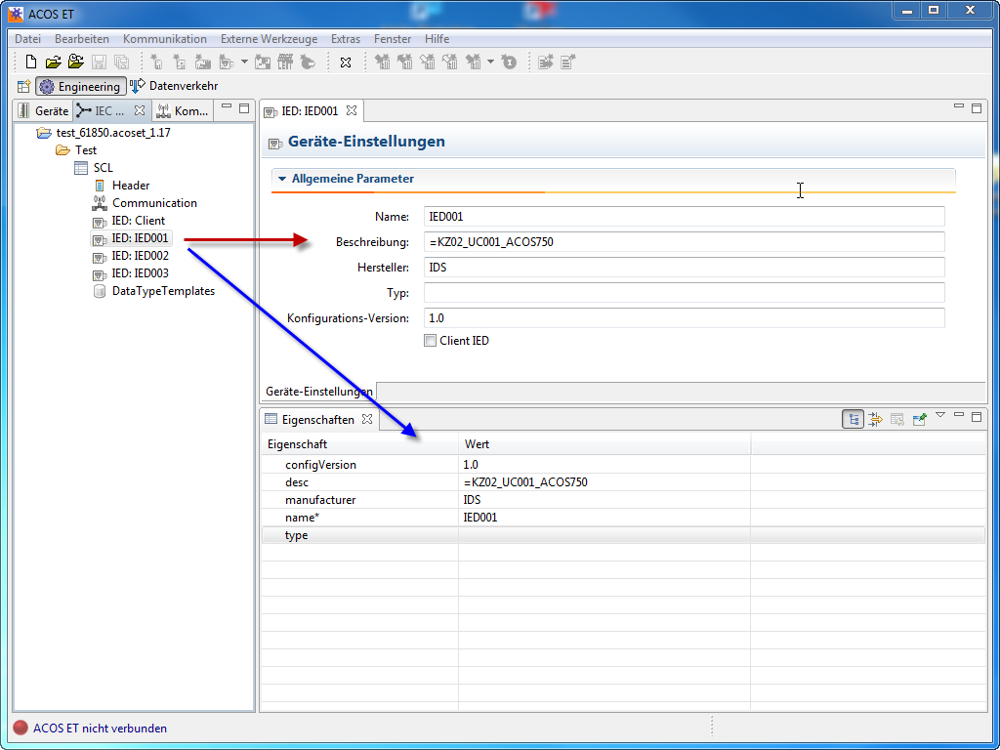 ACOS ET
Datei Bearbeiten Kommunikation Externe Werkzeuge Extras Fenster Hilfe
Engineering Datenverkehr
Geräte IEC ... Kom...
test_61850.acoset_1.17
Test
SCL
Header
Communication
IED: Client
IED: IED001
IED: IED002
IED: IED003
DataTypeTemplates
IED: IED001
Geräte-Einstellungen
Allgemeine Parameter
Name: IED001
Beschreibung: =KZ02_UC001_ACOS750
Hersteller: IDS
Typ:
Konfigurations-Version: 1.0
Client IED
Geräte-Einstellungen
Eigenschaften
Eigenschaft Wert
configVersion 1.0
desc =KZ02_UC001_ACOS750
manufacturer IDS
name* IED001
type
ACOS ET nicht verbunden